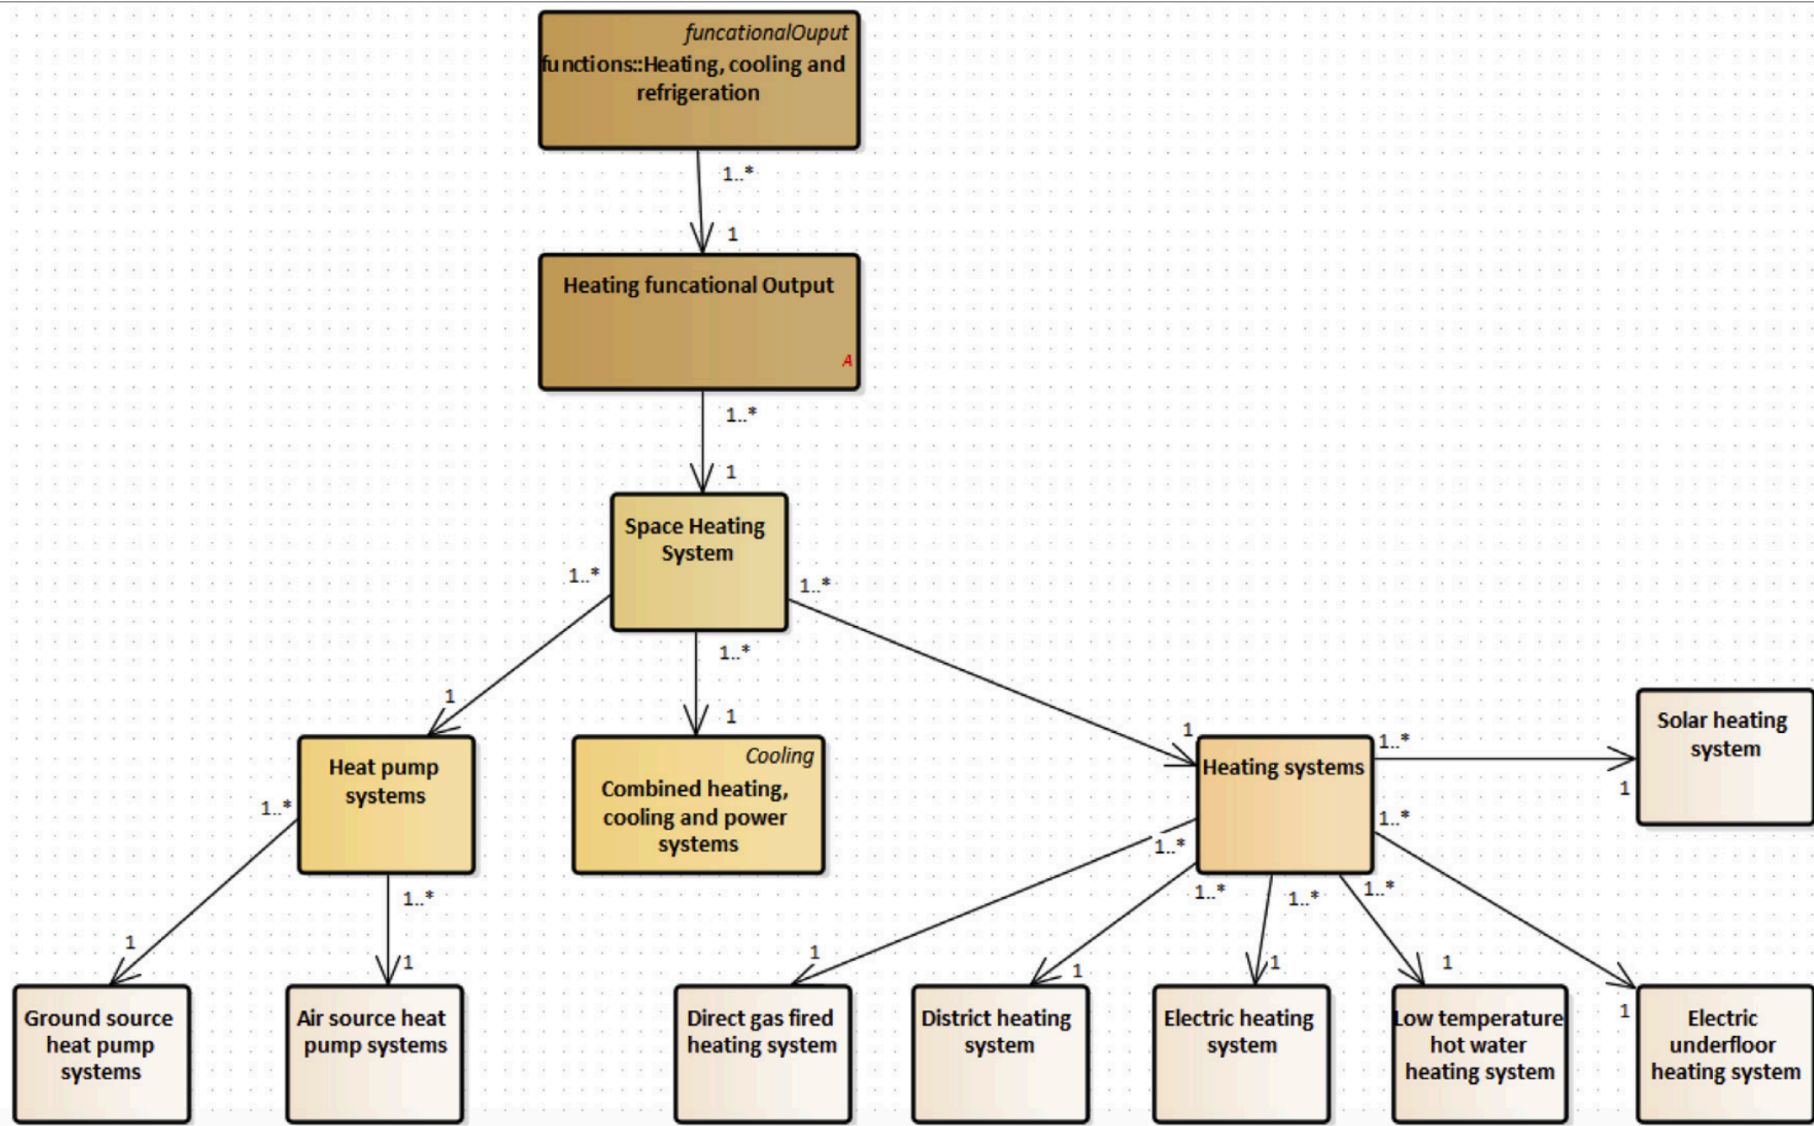 funcationalOuput
functions::Heating, cooling and
refrigeration
1..*
1
Heating funcational Output
A
1..*
1
Space Heating
System
1..*
1..*
1..*
1
1
1
Heat pump
systems
Cooling
Combined heating,
cooling and power
systems
Heating systems
1..*
1
Solar heating
system
1..*
1..*
1..*
1..*
1..*
1..*
1..*
1
1
1
1
1
1
1
Ground source
heat pump
systems
Air source heat
pump systems
Direct gas fired
heating system
District heating
system
Electric heating
system
Low temperature
hot water
heating system
Electric
underfloor
heating system